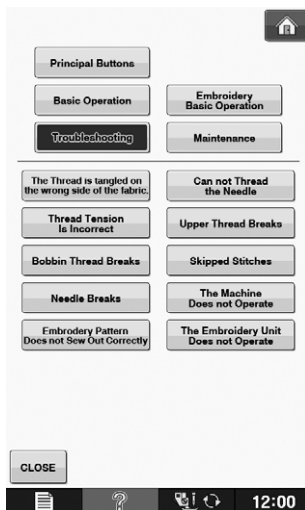 Principal Buttons
Basic Operation
Embroidery
Basic Operation
Troubleshooting
Maintenance
The Thread is tangled on
the wrong side of the fabric.
Can not Thread
the Needle
Thread Tension
Is Incorrect
Upper Thread Breaks
Bobbin Thread Breaks
Skipped Stitches
Needle Breaks
The Machine
Does not Operate
Embrodery Pattern
Does not Sew Out Correctly
The Embroidery Unit
Does not Operate
CLOSE
12:00